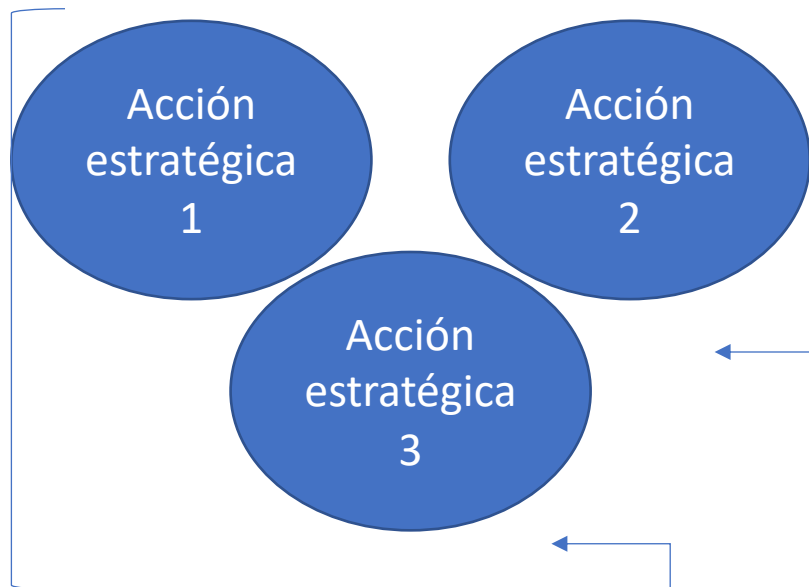 Acción
estratégica
1
Acción
estratégica
2
Acción
estratégica
3